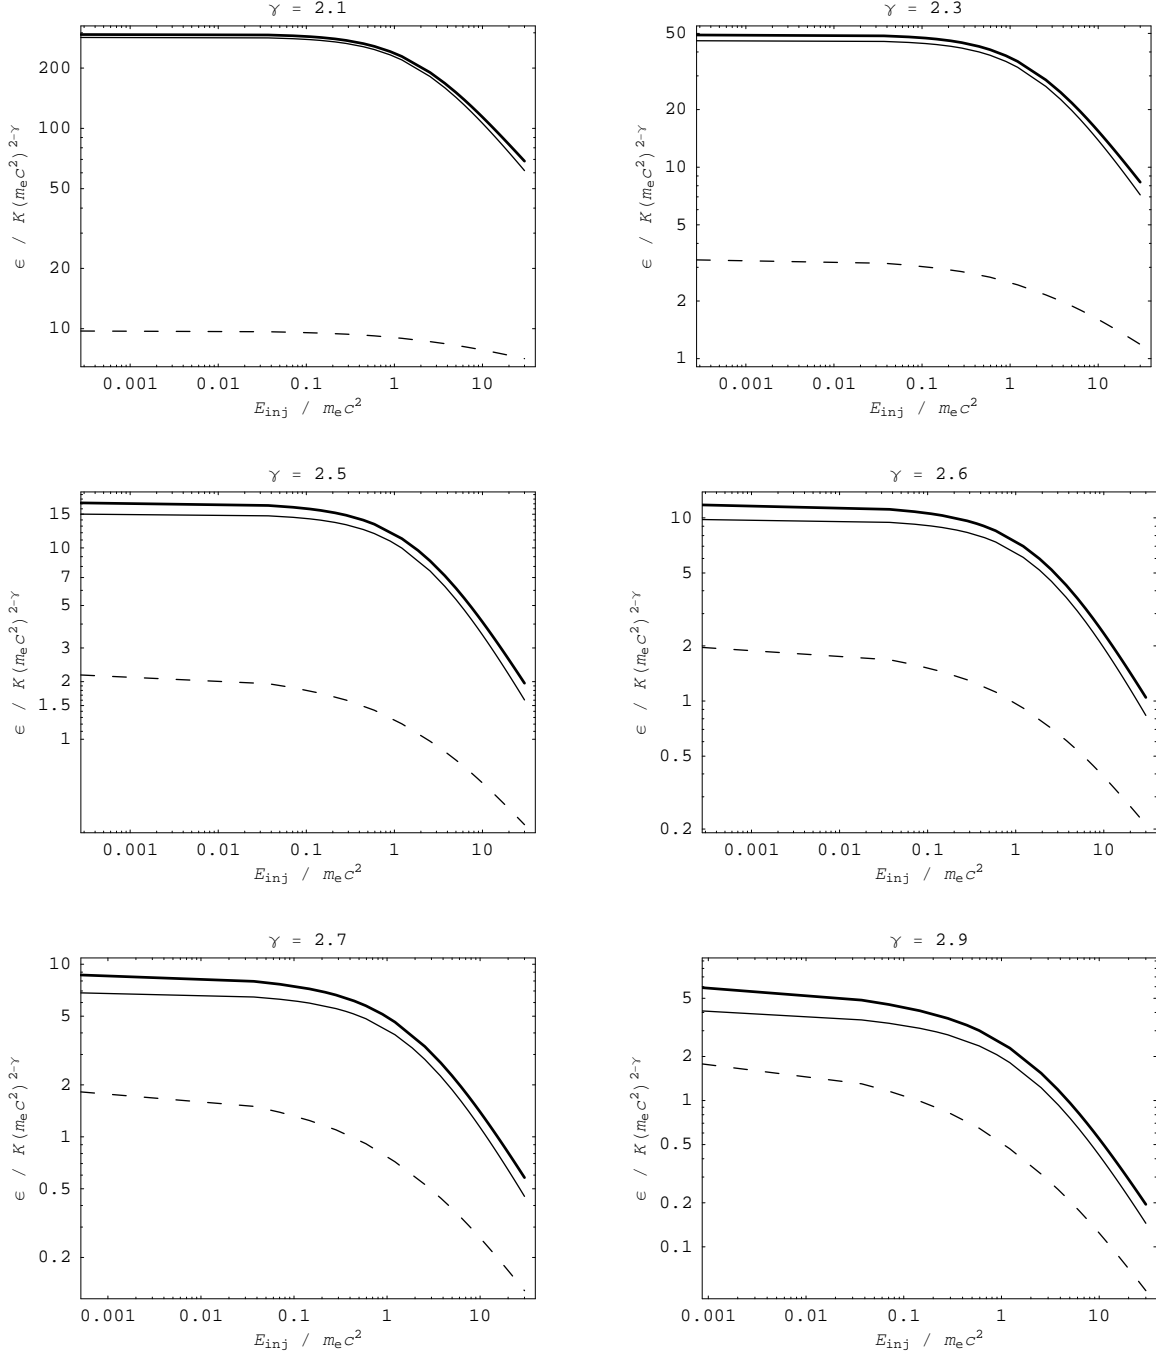 γ = 2.1
200
100
50
20
10
ϵ / K(mₑc²)²⁻ᵞ
0.001 0.01 0.1 1 10
E_inj / mₑc²
γ = 2.3
50
20
10
5
2
1
ϵ / K(mₑc²)²⁻ᵞ
0.001 0.01 0.1 1 10
E_inj / mₑc²
γ = 2.5
15
10
7
5
3
2
1.5
1
ϵ / K(mₑc²)²⁻ᵞ
0.001 0.01 0.1 1 10
E_inj / mₑc²
γ = 2.6
10
5
2
1
0.5
0.2
ϵ / K(mₑc²)²⁻ᵞ
0.001 0.01 0.1 1 10
E_inj / mₑc²
γ = 2.7
10
5
2
1
0.5
0.2
ϵ / K(mₑc²)²⁻ᵞ
0.001 0.01 0.1 1 10
E_inj / mₑc²
γ = 2.9
5
2
1
0.5
0.2
0.1
ϵ / K(mₑc²)²⁻ᵞ
0.001 0.01 0.1 1 10
E_inj / mₑc²